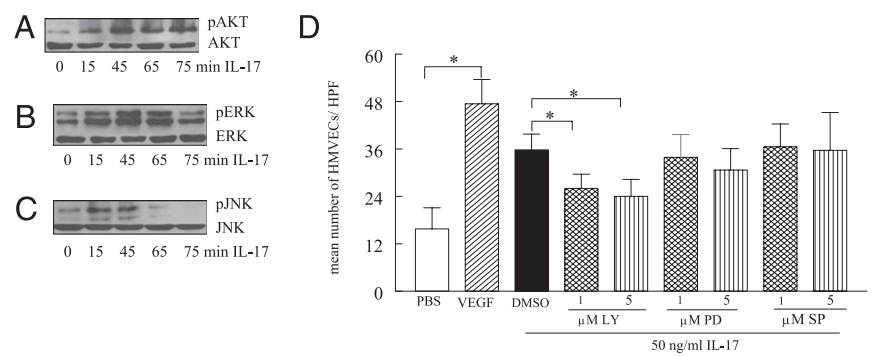 A
pAKT
AKT
0 15 45 65 75 min IL-17
B
pERK
ERK
0 15 45 65 75 min IL-17
C
pJNK
JNK
0 15 45 65 75 min IL-17
D
mean number of HMVECs/ HPF
60
48
36
24
12
0
* * *
PBS VEGF DMSO 1 5 1 5 1 5
µM LY µM PD µM SP
50 ng/ml IL-17